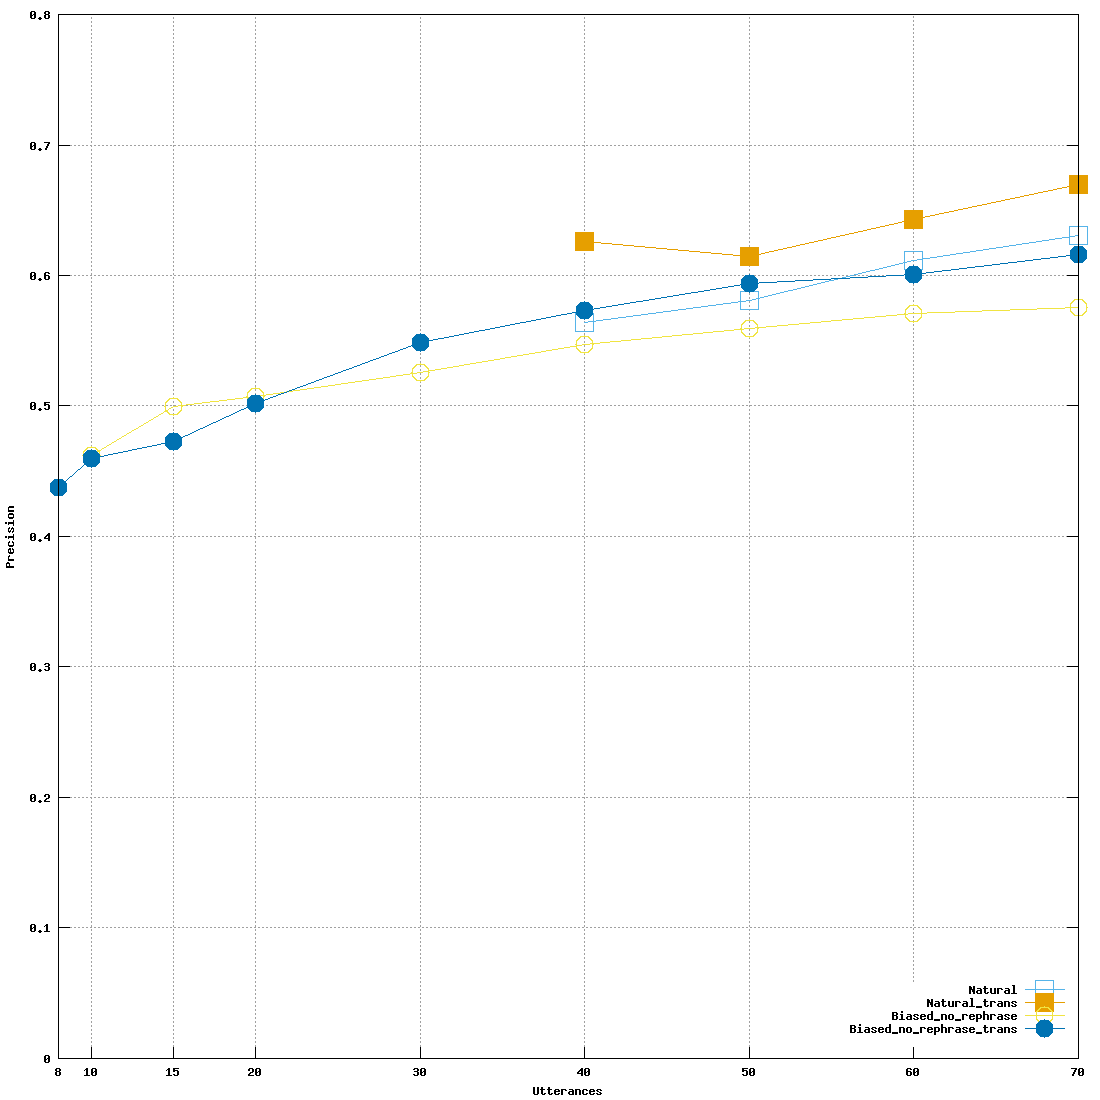 0.8
0.7
0.6
0.5
0.4
0.3
0.2
0.1
0
Precision
Natural
Natural_trans
Biased_no_rephrase
Biased_no_rephrase_trans
8 10 15 20 30 40 50 60 70
Utterances